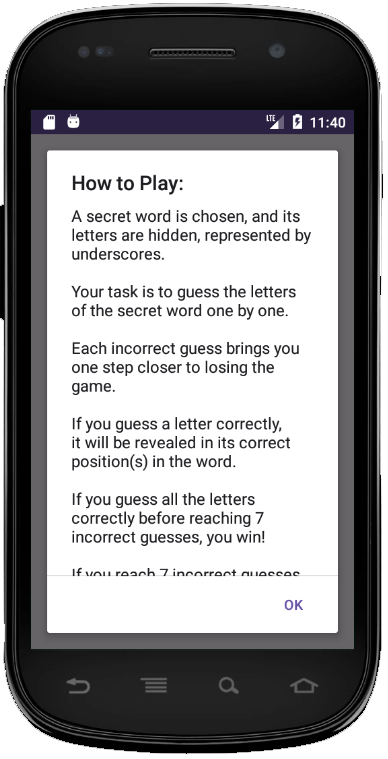 LTE 11:40
How to Play:
A secret word is chosen, and its
letters are hidden, represented by
underscores.
Your task is to guess the letters
of the secret word one by one.
Each incorrect guess brings you
one step closer to losing the
game.
If you guess a letter correctly,
it will be revealed in its correct
position(s) in the word.
If you guess all the letters
correctly before reaching 7
incorrect guesses, you win!
If you reach 7 incorrect guesses
OK